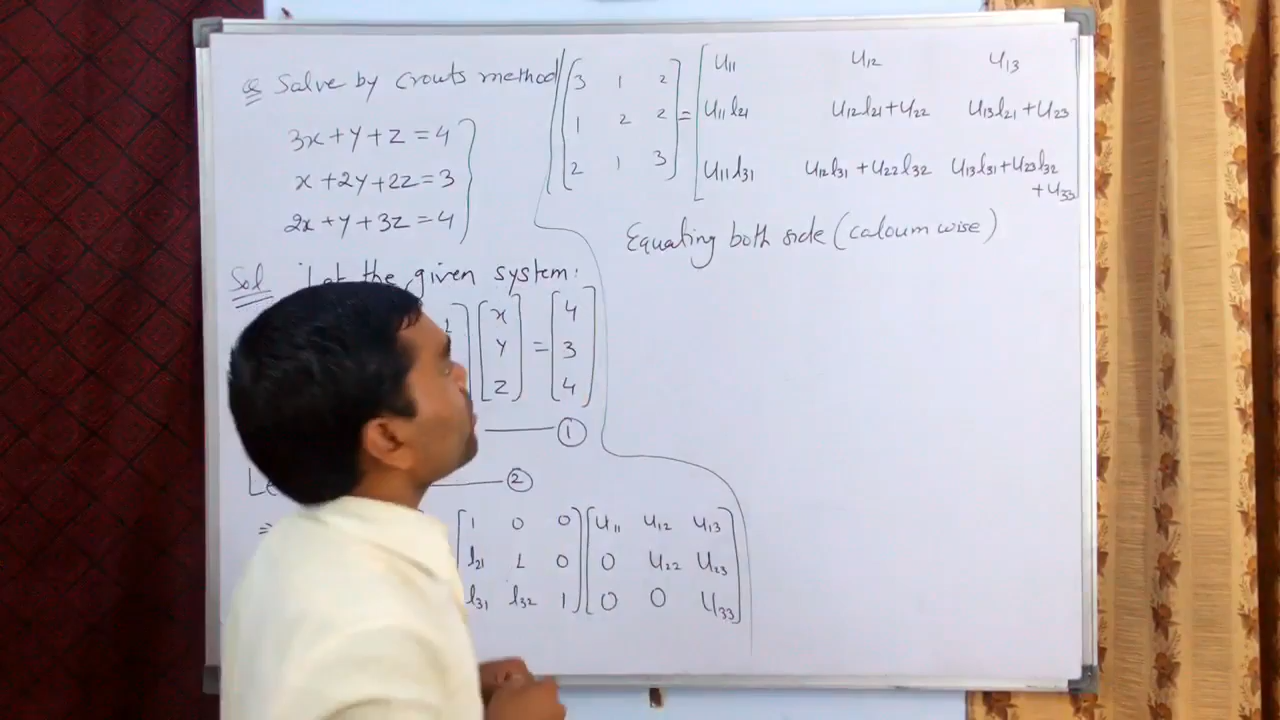 Q Solve by crouts method
3x+y+z=4
x+2y+2z=3
2x+y+3z=4
Sol Let the given system:
[x y z] = [4 3 4]
①
Le ②
⇒
[1 0 0] [u11 u12 u13]
[l21 1 0] [0 u22 u23]
[l31 l32 1] [0 0 u33]
[3 1 2] = [u11 u12 u13]
[1 2 2] [u11l21 u12l21+u22 u13l21+u23]
[2 1 3] [u11l31 u12l31+u22l32 u13l31+u23l32+u33]
Equating both side (caloum wise)